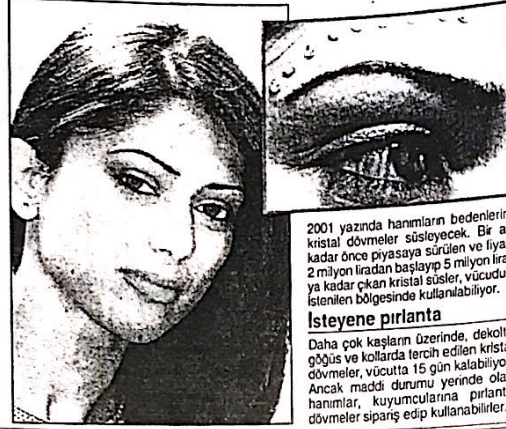 2001 yazında hanımların bedenlerin
kristal dövmeler süsleyecek. Bir a
kadar önce piyasaya sürülen ve fiya
2 milyon liradan başlayıp 5 milyon lira
ya kadar çıkan kristal süsler, vücudu
istenilen bölgesinde kullanılabiliyor.
İsteyene pırlanta
Daha çok kaşların üzerinde, dekolt
göğüs ve kollarda tercih edilen krista
dövmeler, vücutta 15 gün kalabiliyo
Ancak maddi durumu yerinde ola
hanımlar, kuyumcularına pırlant
dövmeler sipariş edip kullanabilirler.